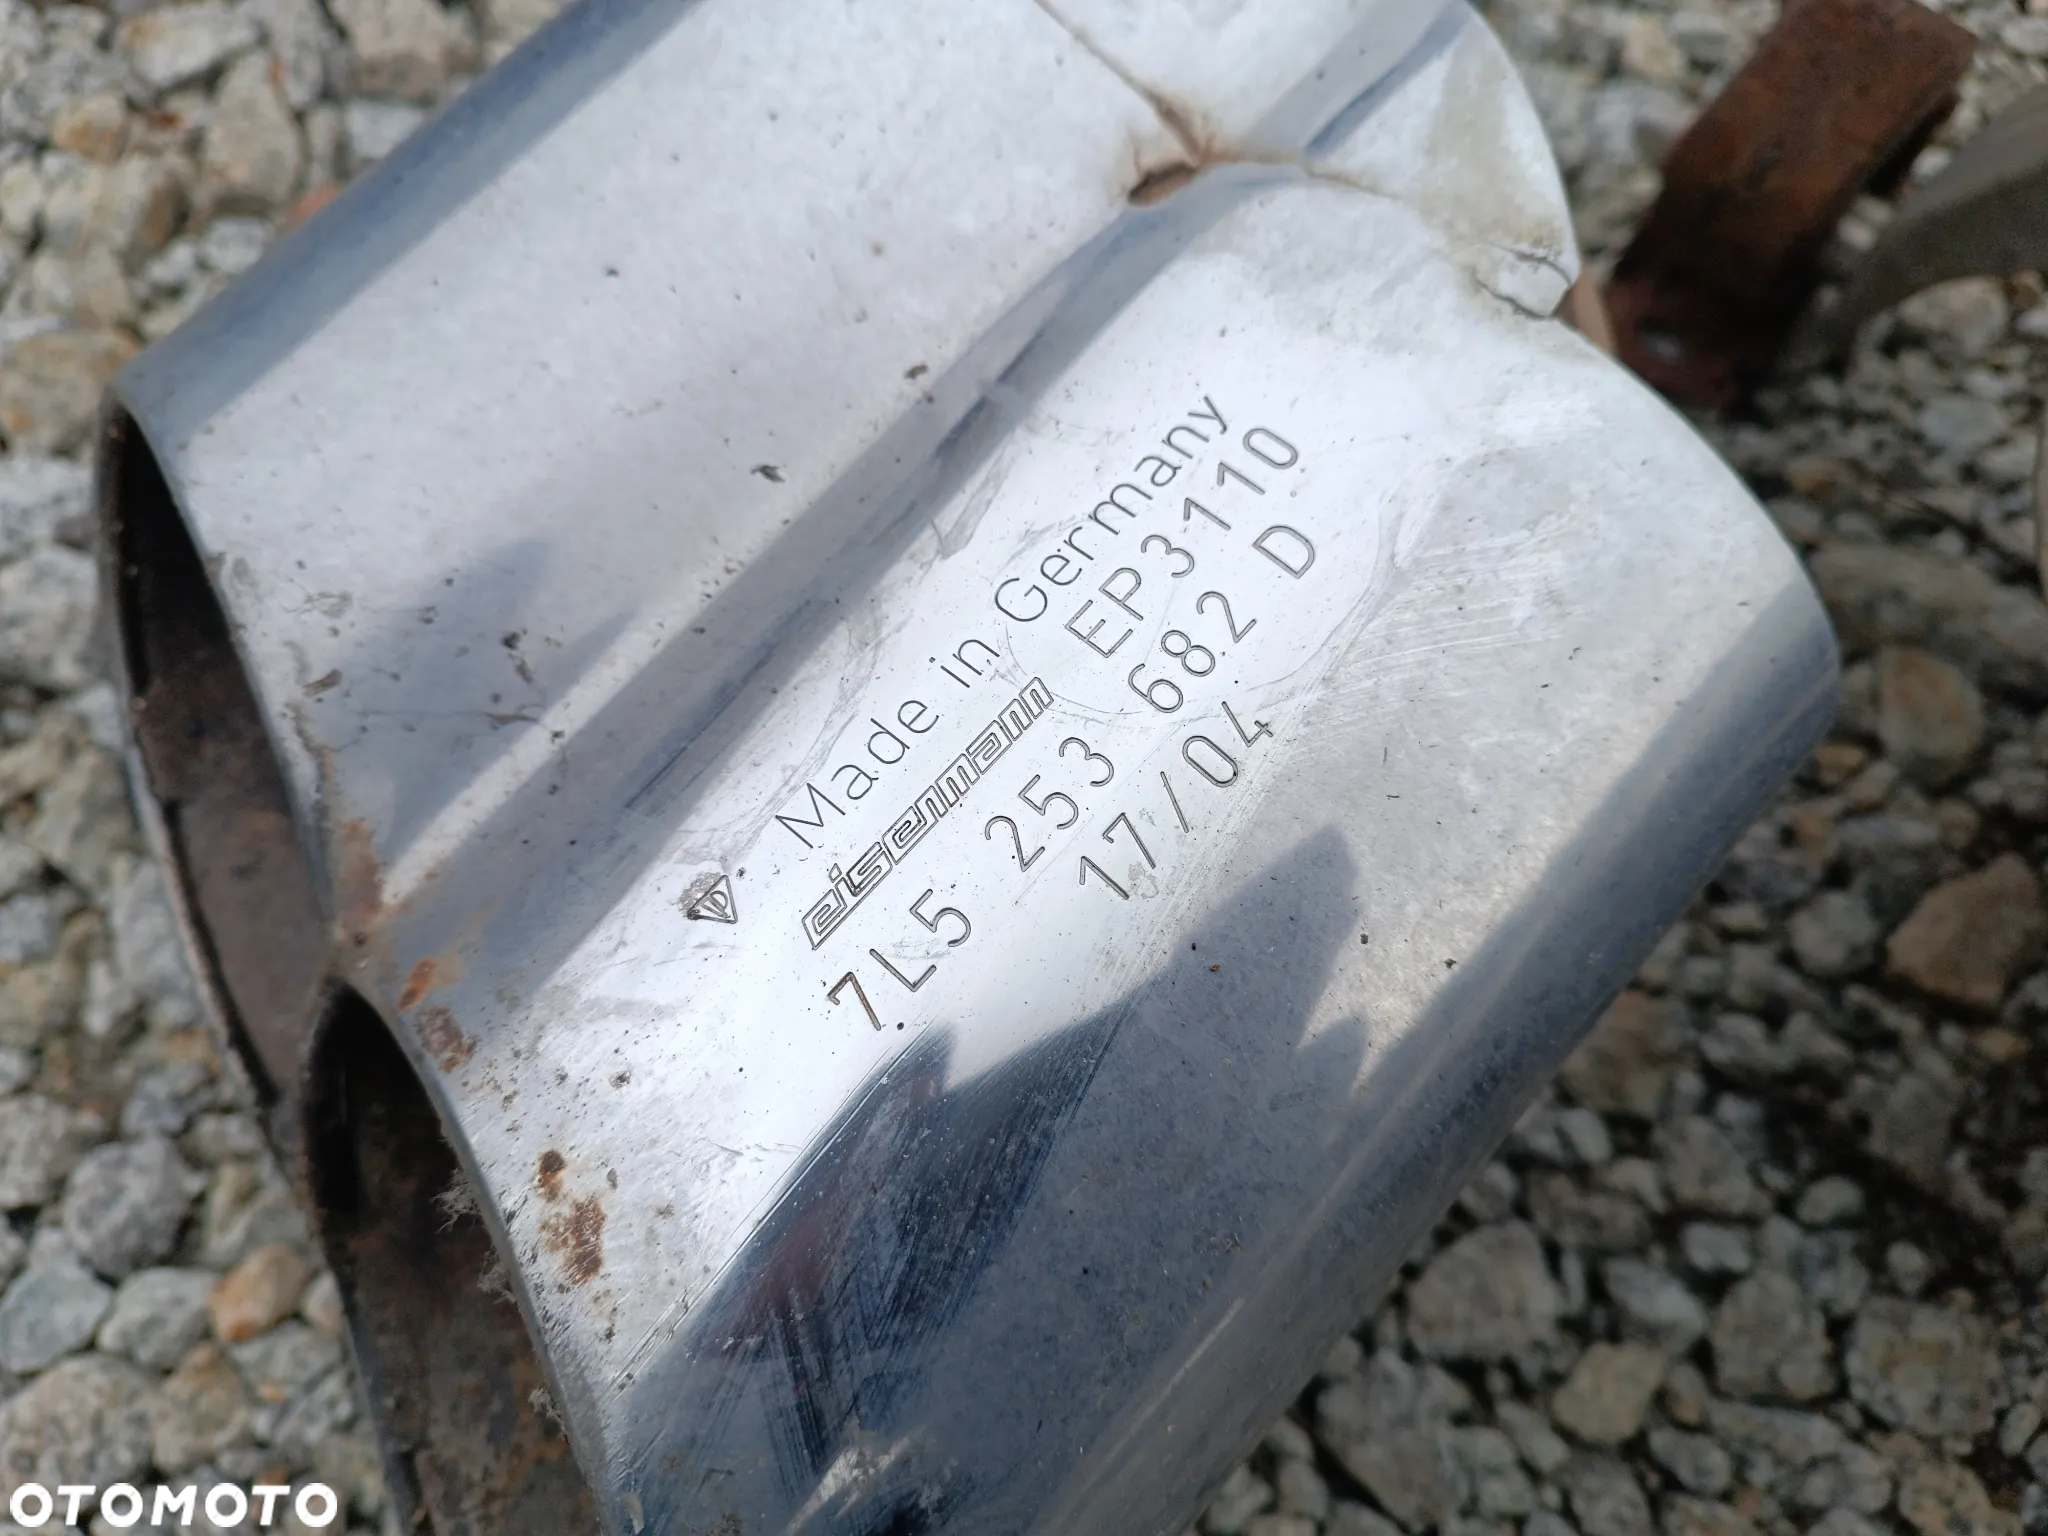 Made in Germany
eisenmann EP3110
7L5 253 682 D
17/04
OTOMOTO